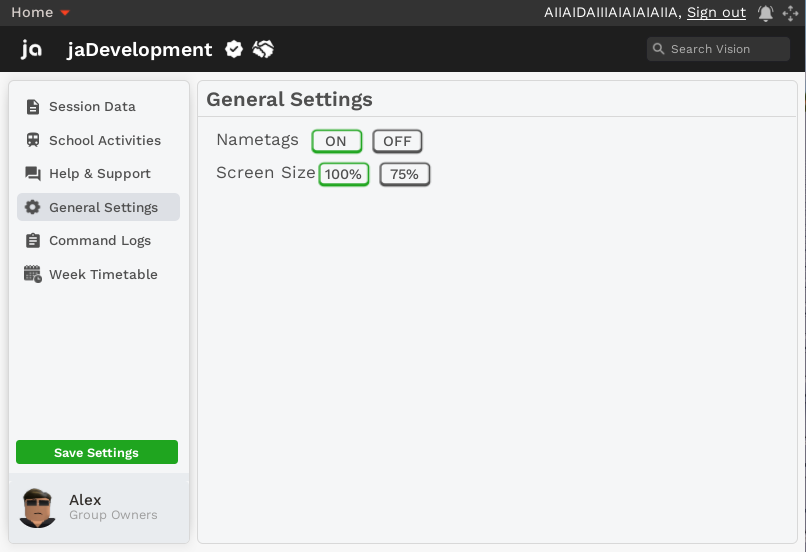 Home
AIIAIDAIIIAIAIAIAIIA, Sign out
ja jaDevelopment
Search Vision
Session Data
School Activities
Help & Support
General Settings
Command Logs
Week Timetable
Save Settings
Alex
Group Owners
General Settings
Nametags ON OFF
Screen Size 100% 75%